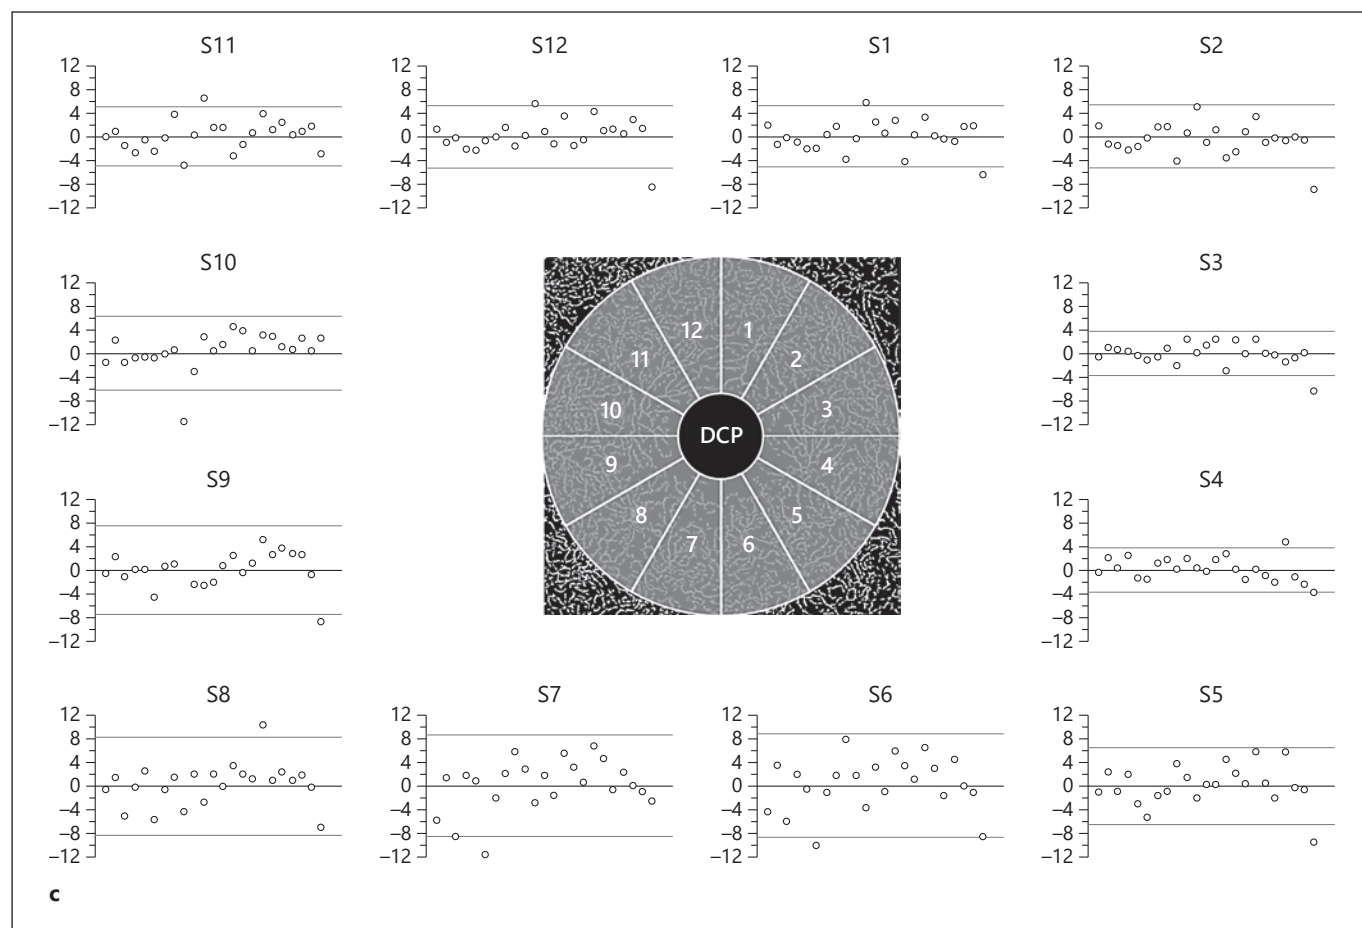 S11 S12 S1 S2
12 12 12 12
8 8 8 8
4 4 4 4
0 0 0 0
–4 –4 –4 –4
–8 –8 –8 –8
–12 –12 –12 –12
S10 S3
12 12
8 8
4 4
0 0
–4 –4
–8 –8
–12 –12
12 1
11 2
10 3
DCP
9 4
8 5
7 6
S9 S4
12 12
8 8
4 4
0 0
–4 –4
–8 –8
–12 –12
S8 S7 S6 S5
12 12 12 12
8 8 8 8
4 4 4 4
0 0 0 0
–4 –4 –4 –4
–8 –8 –8 –8
–12 –12 –12 –12
c